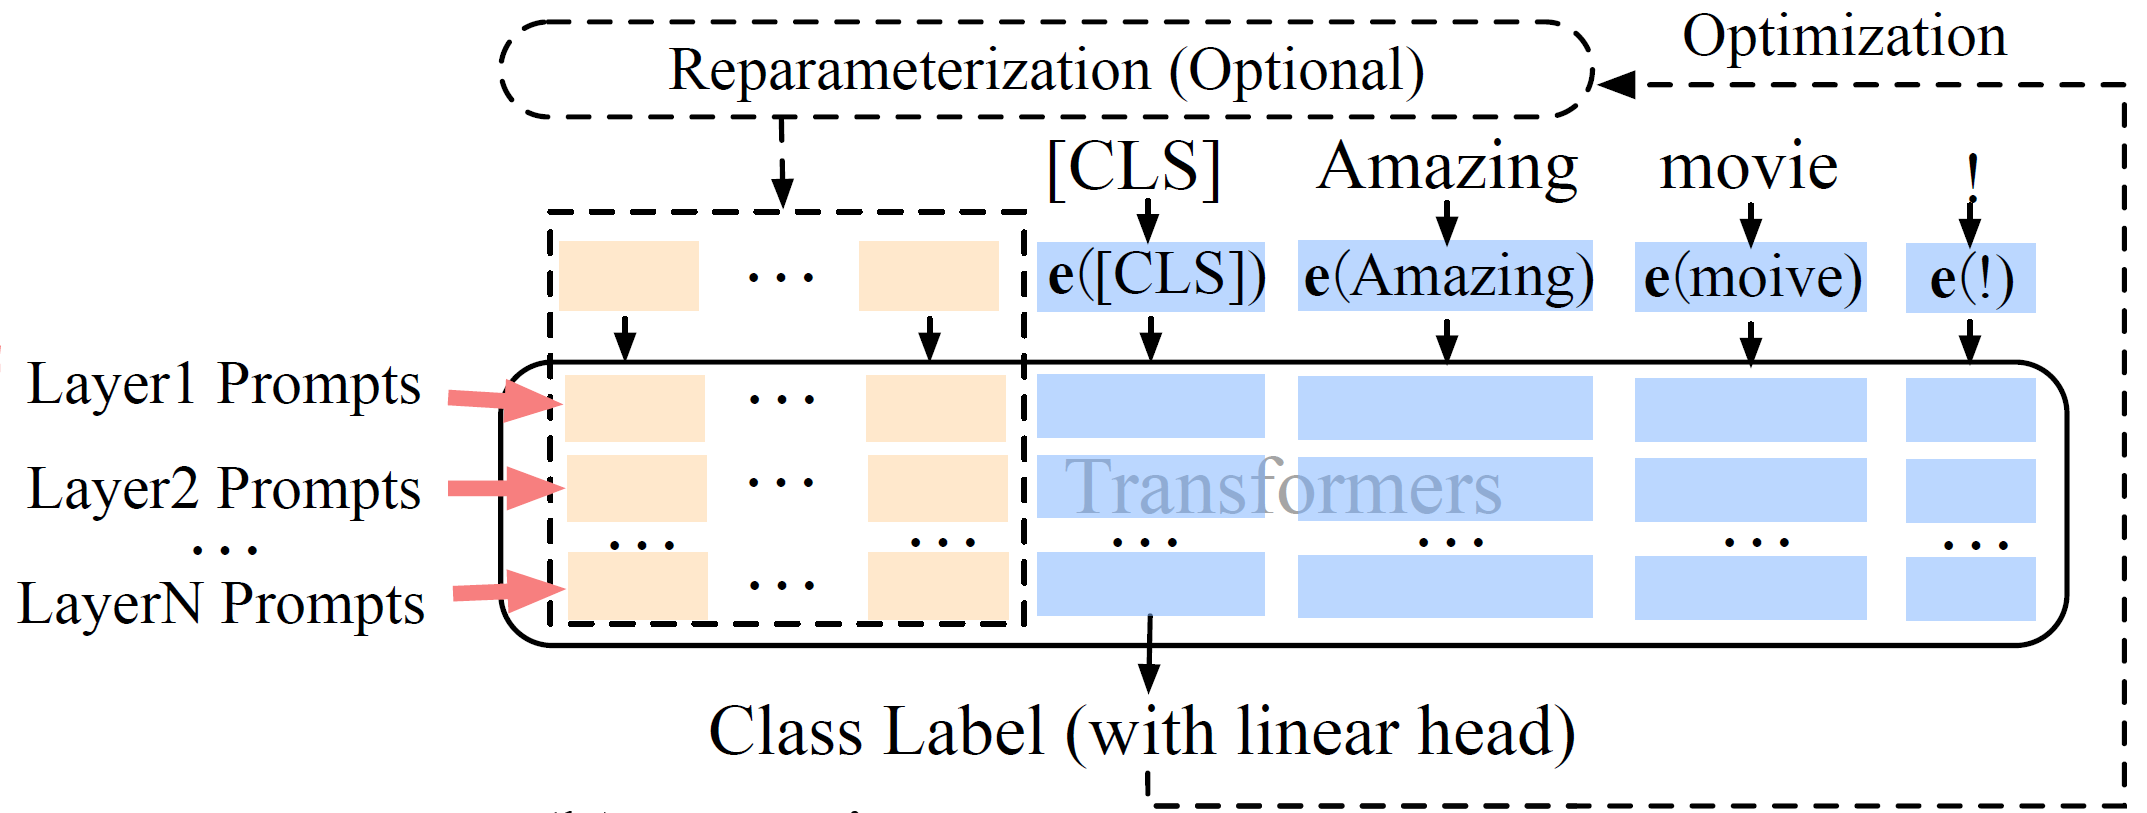 Optimization
Reparameterization (Optional)
[CLS] Amazing movie !
e([CLS]) e(Amazing) e(moive) e(!)
... 
Layer1 Prompts ...
Layer2 Prompts ... Transformers
... ... ... ... ... ... ...
LayerN Prompts ...
Class Label (with linear head)